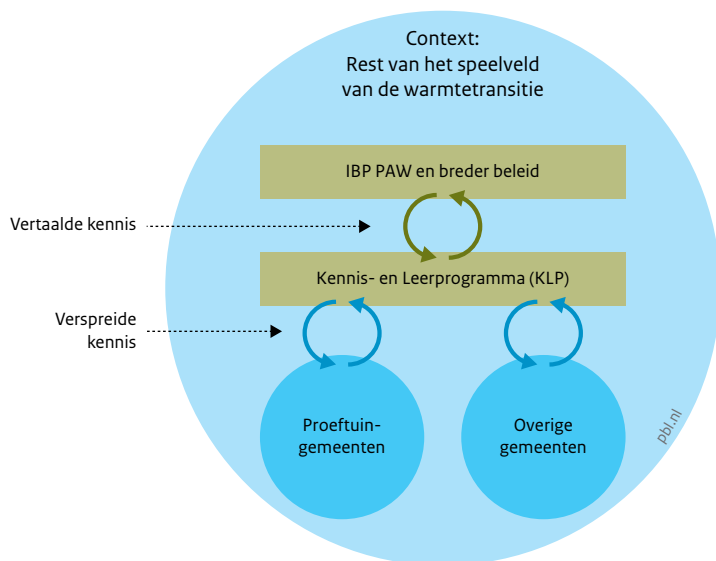 Context:
Rest van het speelveld
van de warmtetransitie
IBP PAW en breder beleid
Vertaalde kennis
Kennis- en Leerprogramma (KLP)
Verspreide
kennis
Proeftuin-
gemeenten
Overige
gemeenten
pbl.nl